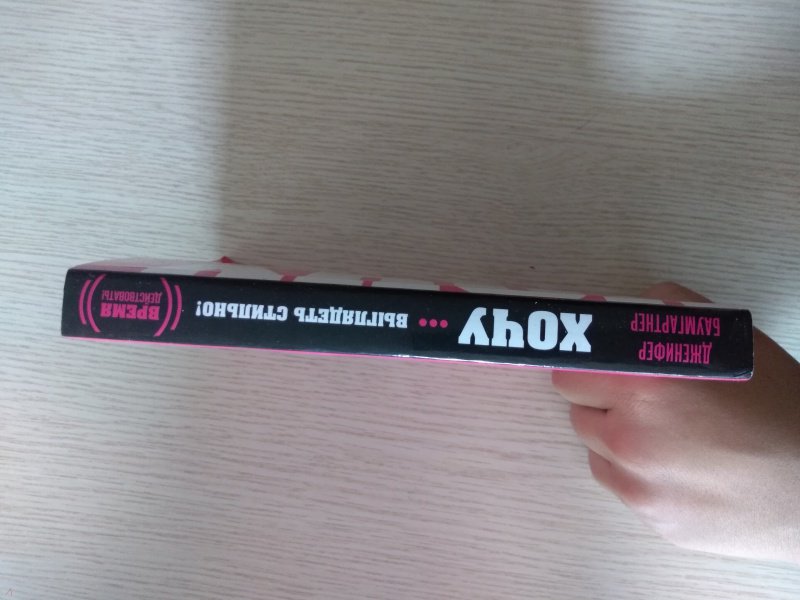 ДЖЕНИФЕР
БАУМГАРТНЕР
ХОЧУ ... ВЫГЛЯДЕТЬ СТИЛЬНО!
ВРЕМЯ
ДЕЙСТВОВАТЬ!